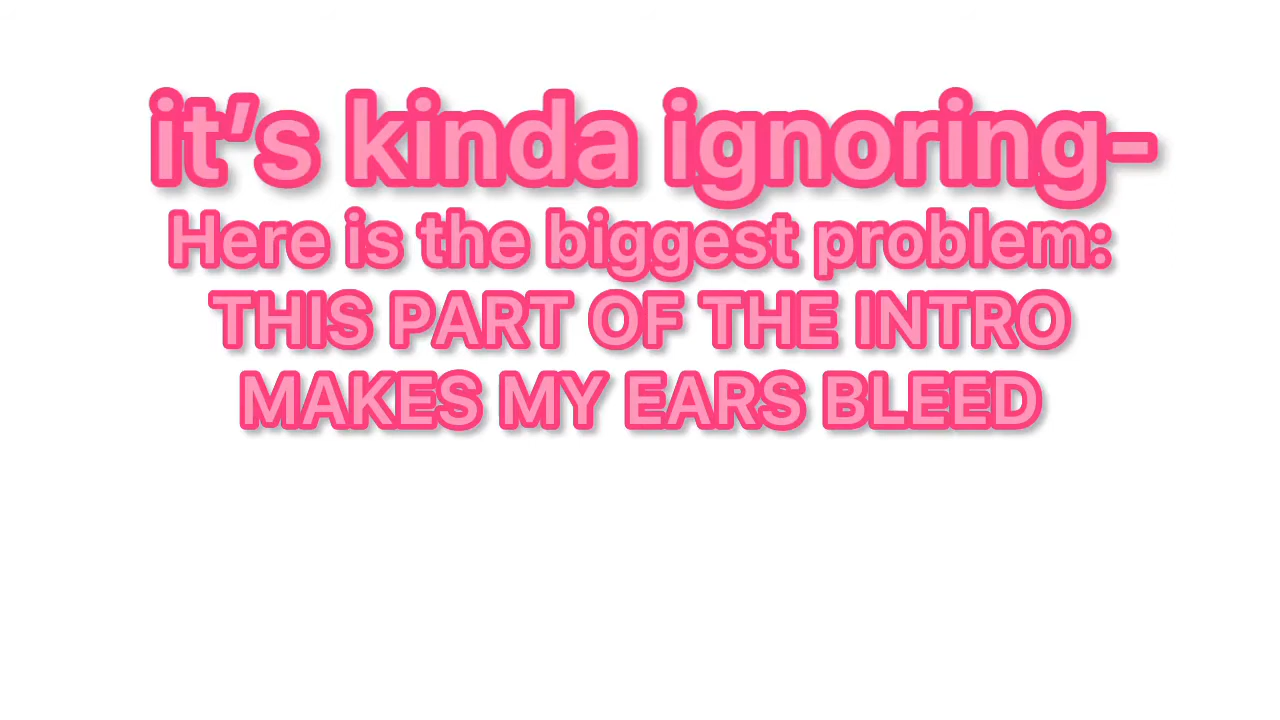 it’s kinda ignoring-
Here is the biggest problem:
THIS PART OF THE INTRO
MAKES MY EARS BLEED